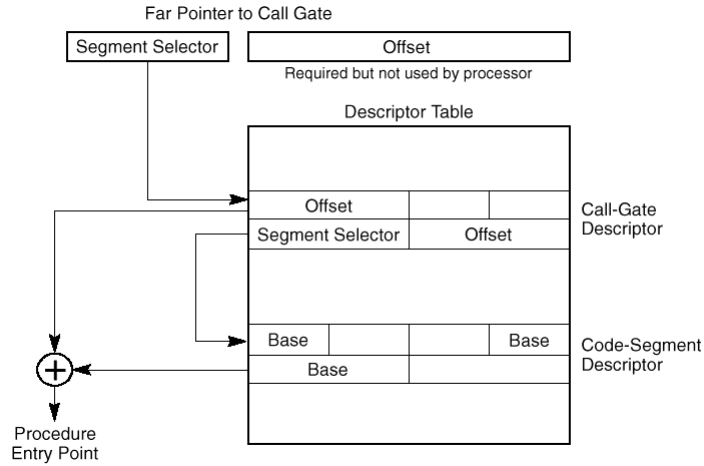 Far Pointer to Call Gate
Segment Selector
Offset
Required but not used by processor
Descriptor Table
Offset
Segment Selector
Offset
Call-Gate
Descriptor
Base
Base
Base
Code-Segment
Descriptor
+
Procedure
Entry Point